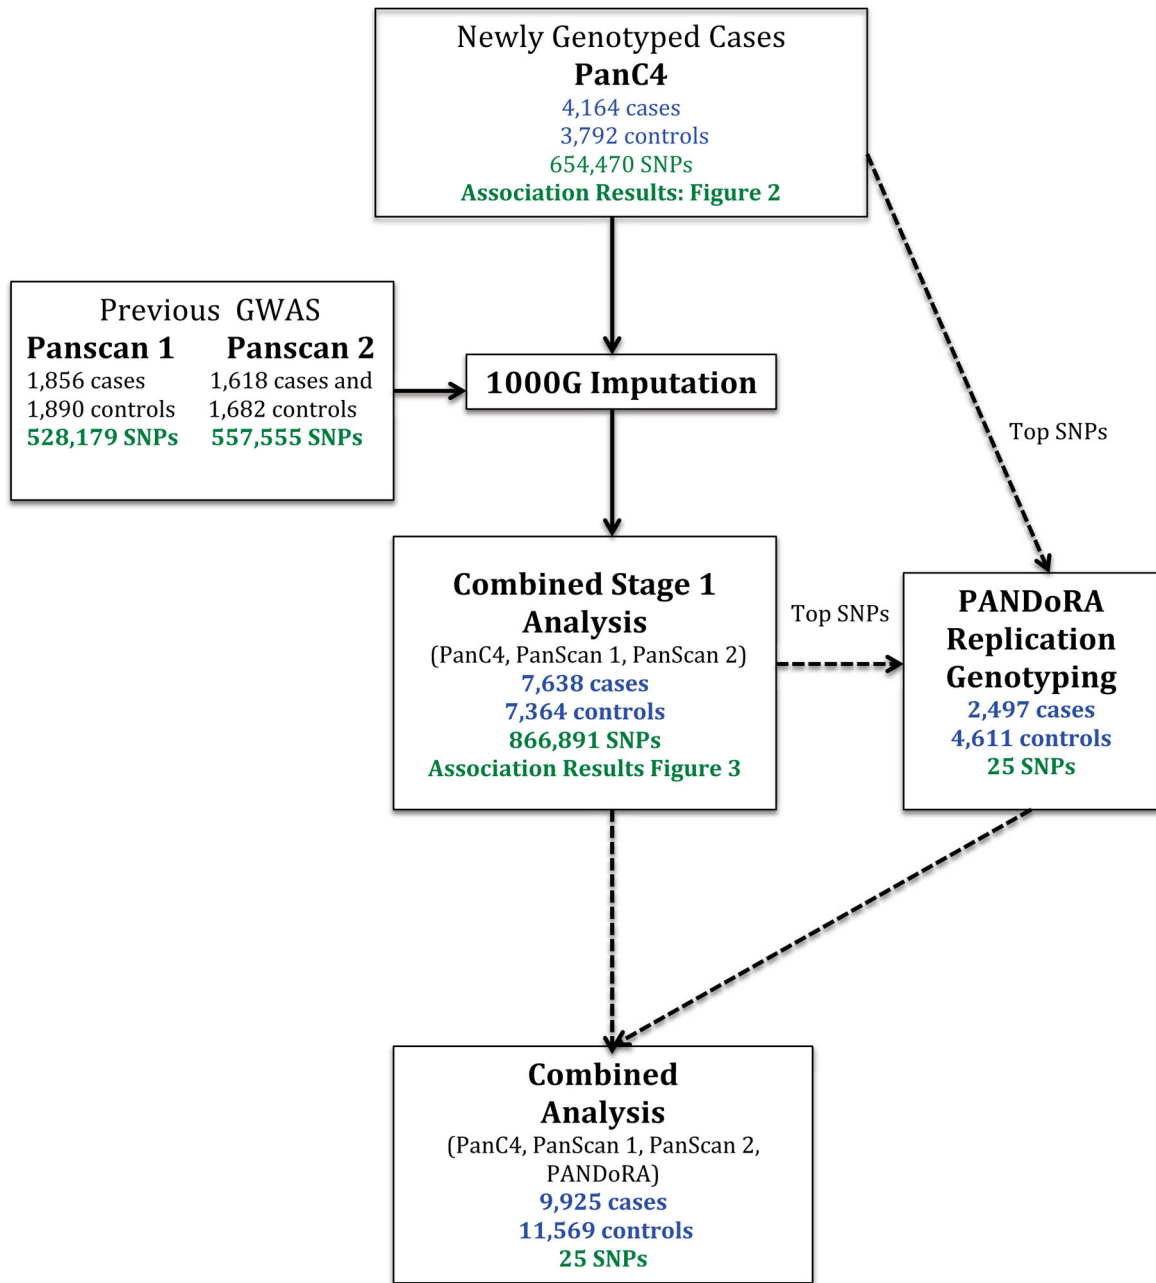 Newly Genotyped Cases
PanC4
4,164 cases
3,792 controls
654,470 SNPs
Association Results: Figure 2
Previous GWAS
Panscan 1
1,856 cases
1,890 controls
528,179 SNPs
Panscan 2
1,618 cases and
1,682 controls
557,555 SNPs
1000G Imputation
Top SNPs
Combined Stage 1
Analysis
(PanC4, PanScan 1, PanScan 2)
7,638 cases
7,364 controls
866,891 SNPs
Association Results Figure 3
Top SNPs
PANDoRA
Replication
Genotyping
2,497 cases
4,611 controls
25 SNPs
Combined
Analysis
(PanC4, PanScan 1, PanScan 2,
PANDoRA)
9,925 cases
11,569 controls
25 SNPs